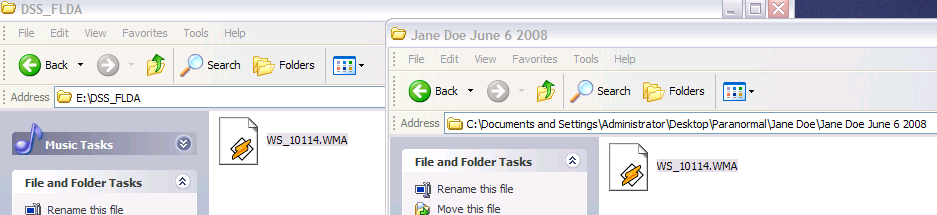 DSS_FLDA
File Edit View Favorites Tools Help
Back Search Folders
Address E:\DSS_FLDA
Music Tasks
File and Folder Tasks
Rename this file
WS_10114.WMA
Jane Doe June 6 2008
File Edit View Favorites Tools Help
Back Search Folders
Address C:\Documents and Settings\Administrator\Desktop\Paranormal\Jane Doe\Jane Doe June 6 2008
File and Folder Tasks
Rename this file
Move this file
WS_10114.WMA